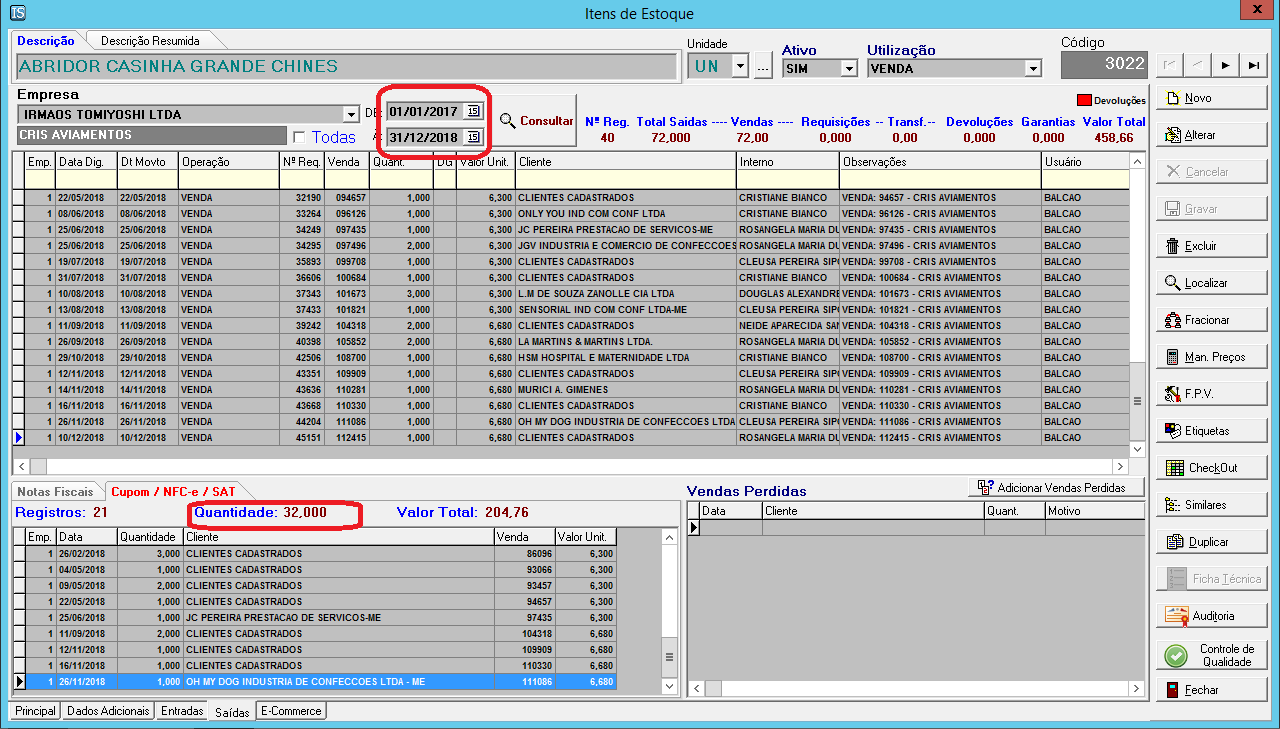 IS Itens de Estoque X
Descrição Descrição Resumida
ABRIDOR CASINHA GRANDE CHINES
Unidade
UN ...
Ativo
SIM
Utilização
VENDA
Código
3022
Empresa
IRMAOS TOMIYOSHI LTDA
CRIS AVIAMENTOS
Todas
01/01/2017 15
31/12/2018 15
Consultar
Devoluções
Nº Reg. Total Saidas ---- Vendas ---- Requisições -- Transf.-- Devoluções Garantias Valor Total
40 72,000 72,00 0,000 0,00 0,000 0,000 458,66
Emp. Data Dig. Dt Movto Operação Nº Req. Venda Quant. DG Valor Unit. Cliente Interno Observações Usuário
1 22/05/2018 22/05/2018 VENDA 32190 094657 1,000 6,300 CLIENTES CADASTRADOS CRISTIANE BIANCO VENDA: 94657 - CRIS AVIAMENTOS BALCAO
1 08/06/2018 08/06/2018 VENDA 33264 096126 1,000 6,300 ONLY YOU IND COM CONF LTDA CRISTIANE BIANCO VENDA: 96126 - CRIS AVIAMENTOS BALCAO
1 25/06/2018 25/06/2018 VENDA 34249 097435 1,000 6,300 JC PEREIRA PRESTACAO DE SERVICOS-ME ROSANGELA MARIA DU VENDA: 97435 - CRIS AVIAMENTOS BALCAO
1 25/06/2018 25/06/2018 VENDA 34295 097496 2,000 6,300 JGV INDUSTRIA E COMERCIO DE CONFECCOES ROSANGELA MARIA DU VENDA: 97496 - CRIS AVIAMENTOS BALCAO
1 19/07/2018 19/07/2018 VENDA 35893 099708 1,000 6,300 CLIENTES CADASTRADOS CLEUSA PEREIRA SIP VENDA: 99708 - CRIS AVIAMENTOS BALCAO
1 31/07/2018 31/07/2018 VENDA 36606 100684 1,000 6,300 CLIENTES CADASTRADOS CRISTIANE BIANCO VENDA: 100684 - CRIS AVIAMENTOS BALCAO
1 10/08/2018 10/08/2018 VENDA 37343 101673 3,000 6,300 L.M DE SOUZA ZANOLLE CIA LTDA DOUGLAS ALEXANDRE VENDA: 101673 - CRIS AVIAMENTOS BALCAO
1 13/08/2018 13/08/2018 VENDA 37433 101821 1,000 6,300 SENSORIAL IND COM CONF LTDA-ME CLEUSA PEREIRA SIP VENDA: 101821 - CRIS AVIAMENTOS BALCAO
1 11/09/2018 11/09/2018 VENDA 39242 104318 2,000 6,680 CLIENTES CADASTRADOS NEIDE APARECIDA SAN VENDA: 104318 - CRIS AVIAMENTOS BALCAO
1 26/09/2018 26/09/2018 VENDA 40398 105852 2,000 6,680 LA MARTINS & MARTINS LTDA. ROSANGELA MARIA DU VENDA: 105852 - CRIS AVIAMENTOS BALCAO
1 29/10/2018 29/10/2018 VENDA 42506 108700 1,000 6,680 HSM HOSPITAL E MATERNIDADE LTDA CRISTIANE BIANCO VENDA: 108700 - CRIS AVIAMENTOS BALCAO
1 12/11/2018 12/11/2018 VENDA 43351 109909 1,000 6,680 CLIENTES CADASTRADOS CLEUSA PEREIRA SIP VENDA: 109909 - CRIS AVIAMENTOS BALCAO
1 14/11/2018 14/11/2018 VENDA 43636 110281 1,000 6,680 MURICI A. GIMENES ROSANGELA MARIA DU VENDA: 110281 - CRIS AVIAMENTOS BALCAO
1 16/11/2018 16/11/2018 VENDA 43668 110330 1,000 6,680 CLIENTES CADASTRADOS CRISTIANE BIANCO VENDA: 110330 - CRIS AVIAMENTOS BALCAO
1 26/11/2018 26/11/2018 VENDA 44204 111086 1,000 6,680 OH MY DOG INDUSTRIA DE CONFECCOES LTDA CLEUSA PEREIRA SIP VENDA: 111086 - CRIS AVIAMENTOS BALCAO
1 10/12/2018 10/12/2018 VENDA 45151 112415 1,000 6,680 CLIENTES CADASTRADOS ROSANGELA MARIA DU VENDA: 112415 - CRIS AVIAMENTOS BALCAO
Notas Fiscais Cupom / NFC-e / SAT
Registros: 21 Quantidade: 32,000 Valor Total: 204,76
Emp. Data Quantidade Cliente Venda Valor Unit.
1 26/02/2018 3,000 CLIENTES CADASTRADOS 86096 6,300
1 04/05/2018 1,000 CLIENTES CADASTRADOS 93066 6,300
1 09/05/2018 2,000 CLIENTES CADASTRADOS 93457 6,300
1 22/05/2018 1,000 CLIENTES CADASTRADOS 94657 6,300
1 25/06/2018 1,000 JC PEREIRA PRESTACAO DE SERVICOS-ME 97435 6,300
1 11/09/2018 2,000 CLIENTES CADASTRADOS 104318 6,680
1 12/11/2018 1,000 CLIENTES CADASTRADOS 109909 6,680
1 16/11/2018 1,000 CLIENTES CADASTRADOS 110330 6,680
1 26/11/2018 1,000 OH MY DOG INDUSTRIA DE CONFECCOES LTDA - ME 111086 6,680
Vendas Perdidas Adicionar Vendas Perdidas
Data Cliente Quant. Motivo
Principal Dados Adicionais Entradas Saídas E-Commerce
Novo
Alterar
Cancelar
Gravar
Excluir
Localizar
Fracionar
Man. Preços
F.P.V.
Etiquetas
CheckOut
Similares
Duplicar
Ficha Técnica
Auditoria
Controle de
Qualidade
Fechar